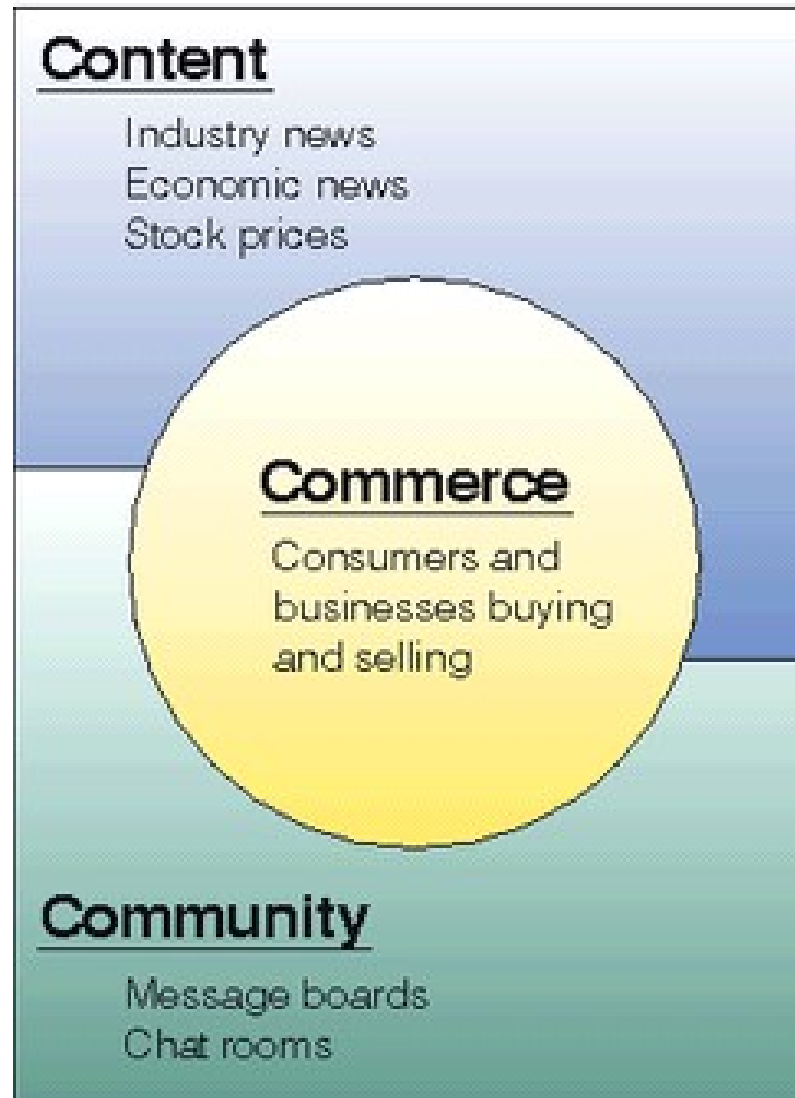 Content
Industry news
Economic news
Stock prices
Commerce
Consumers and
businesses buying
and selling
Community
Message boards
Chat rooms